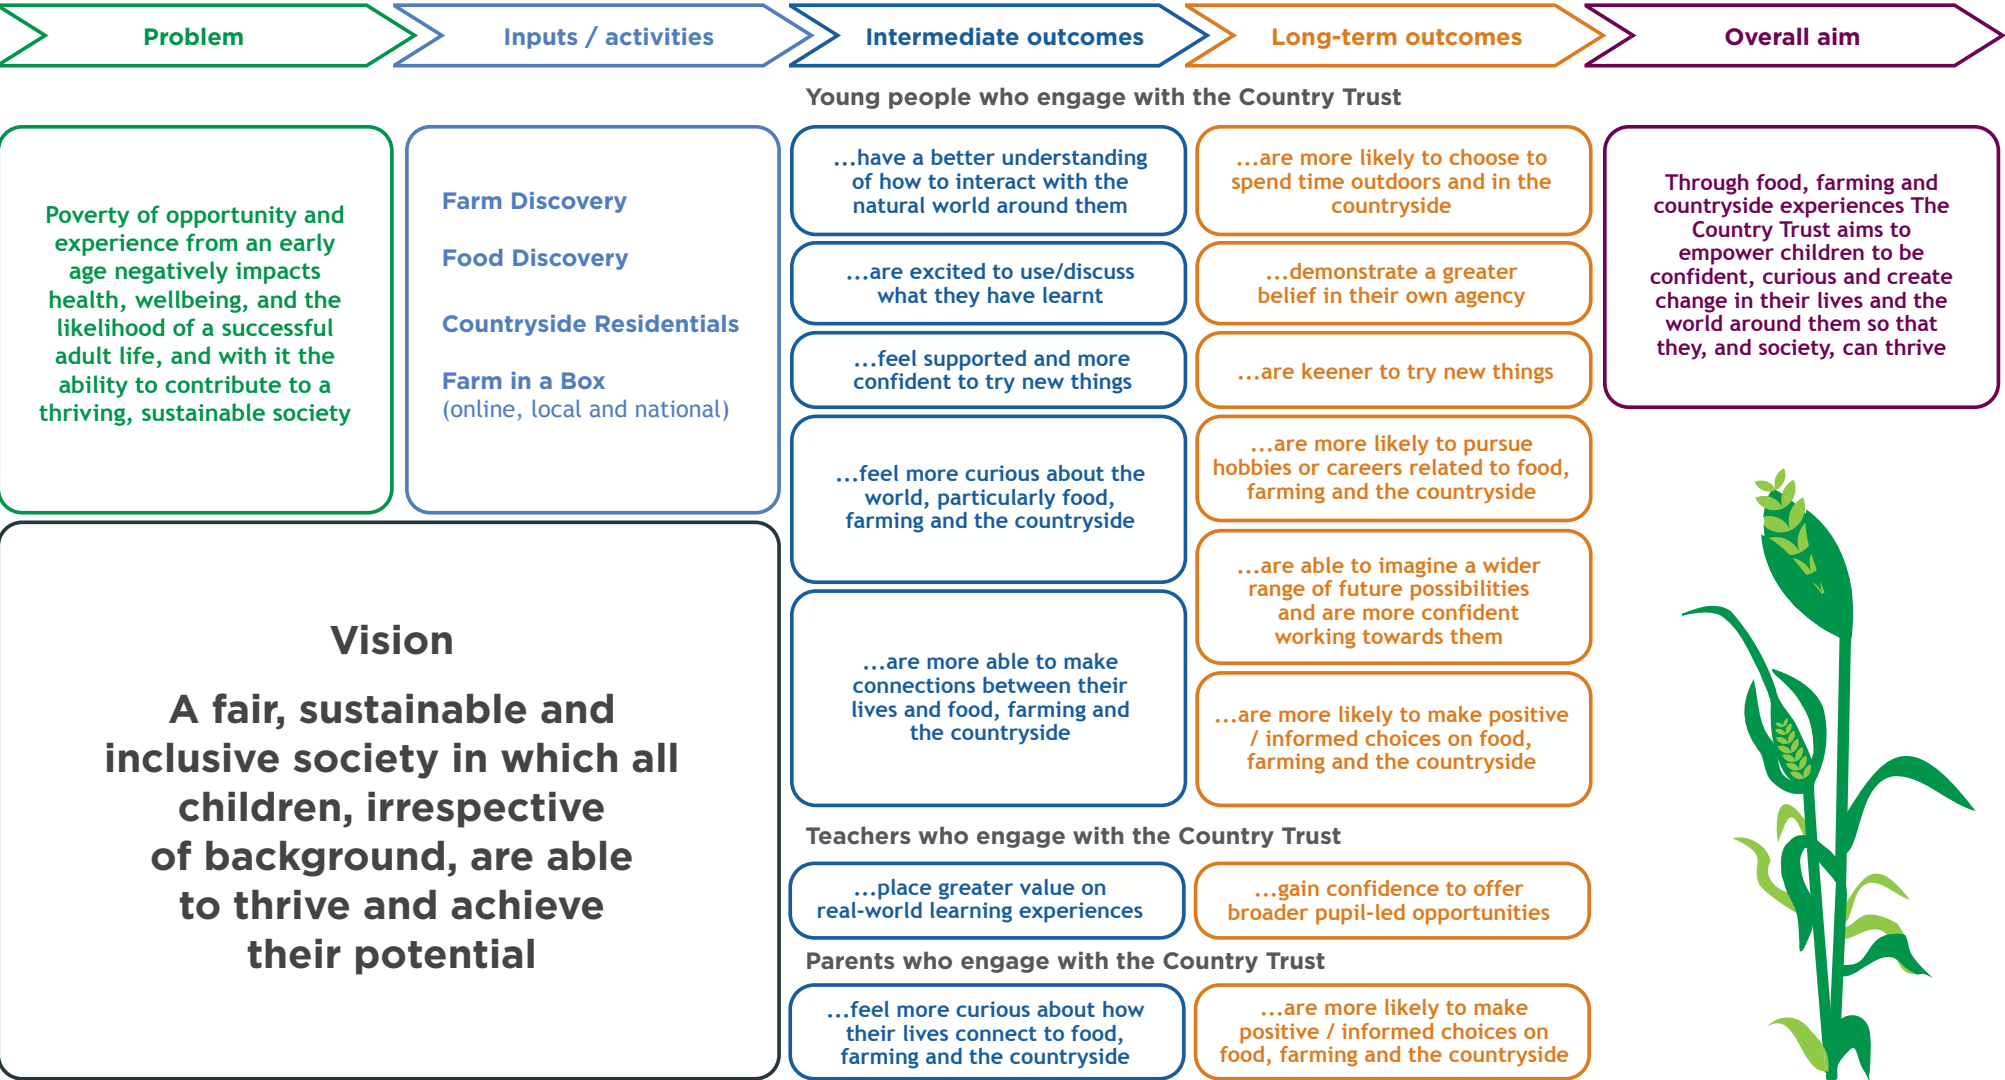 Problem
Inputs / activities
Intermediate outcomes
Long-term outcomes
Overall aim
Poverty of opportunity and
experience from an early
age negatively impacts
health, wellbeing, and the
likelihood of a successful
adult life, and with it the
ability to contribute to a
thriving, sustainable society
Farm Discovery
Food Discovery
Countryside Residentials
Farm in a Box
(online, local and national)
Vision
A fair, sustainable and
inclusive society in which all
children, irrespective
of background, are able
to thrive and achieve
their potential
Young people who engage with the Country Trust
...have a better understanding
of how to interact with the
natural world around them
...are excited to use/discuss
what they have learnt
...feel supported and more
confident to try new things
...feel more curious about the
world, particularly food,
farming and the countryside
...are more able to make
connections between their
lives and food, farming and
the countryside
...are more likely to choose to
spend time outdoors and in the
countryside
...demonstrate a greater
belief in their own agency
...are keener to try new things
...are more likely to pursue
hobbies or careers related to food,
farming and the countryside
...are able to imagine a wider
range of future possibilities
and are more confident
working towards them
...are more likely to make positive
/ informed choices on food,
farming and the countryside
Teachers who engage with the Country Trust
...place greater value on
real-world learning experiences
...gain confidence to offer
broader pupil-led opportunities
Parents who engage with the Country Trust
...feel more curious about how
their lives connect to food,
farming and the countryside
...are more likely to make
positive / informed choices on
food, farming and the countryside
Through food, farming and
countryside experiences The
Country Trust aims to
empower children to be
confident, curious and create
change in their lives and the
world around them so that
they, and society, can thrive